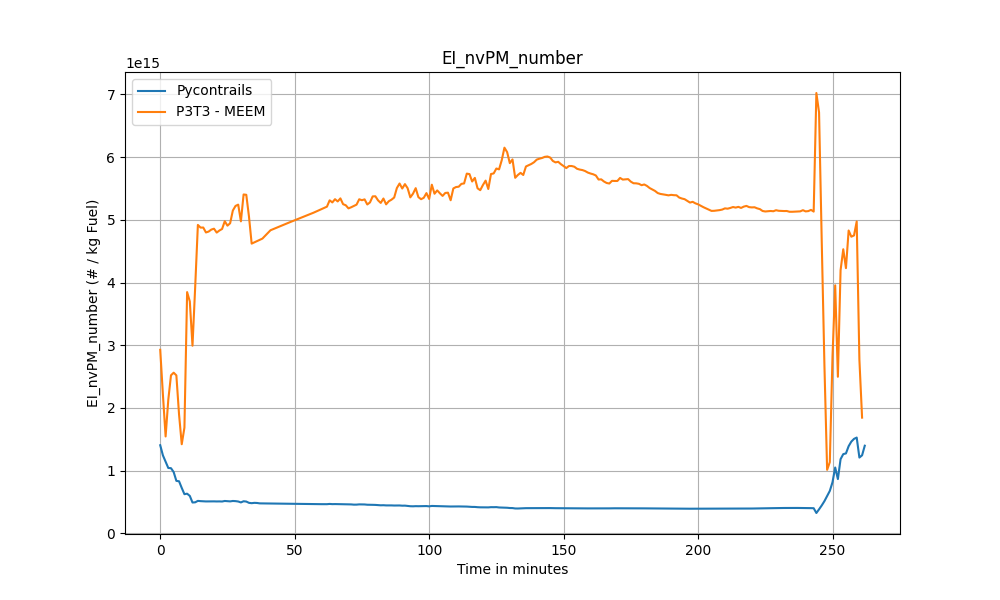 EI_nvPM_number
1e15
Pycontrails
P3T3 - MEEM
EI_nvPM_number (# / kg Fuel)
7
6
5
4
3
2
1
0
0 50 100 150 200 250
Time in minutes